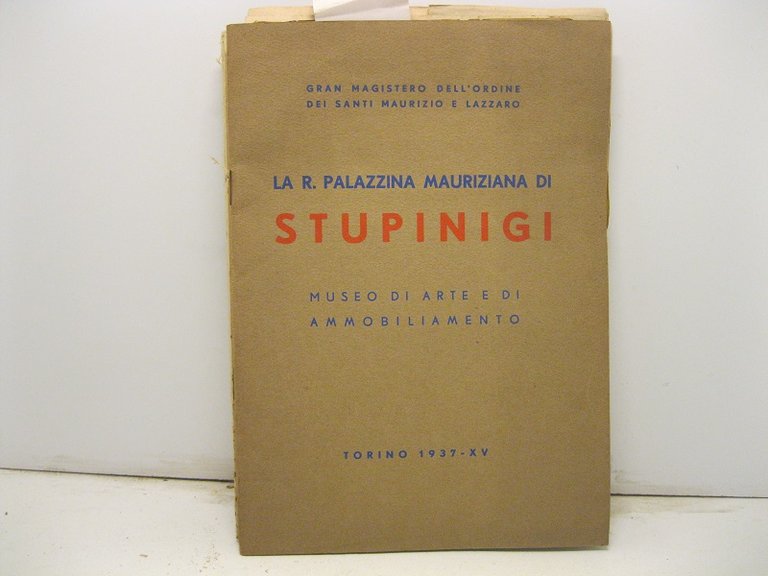 GRAN MAGISTERO DELL'ORDINE
DEI SANTI MAURIZIO E LAZZARO
LA R. PALAZZINA MAURIZIANA DI
STUPINIGI
MUSEO DI ARTE E DI
AMMOBILIAMENTO
TORINO 1937-XV